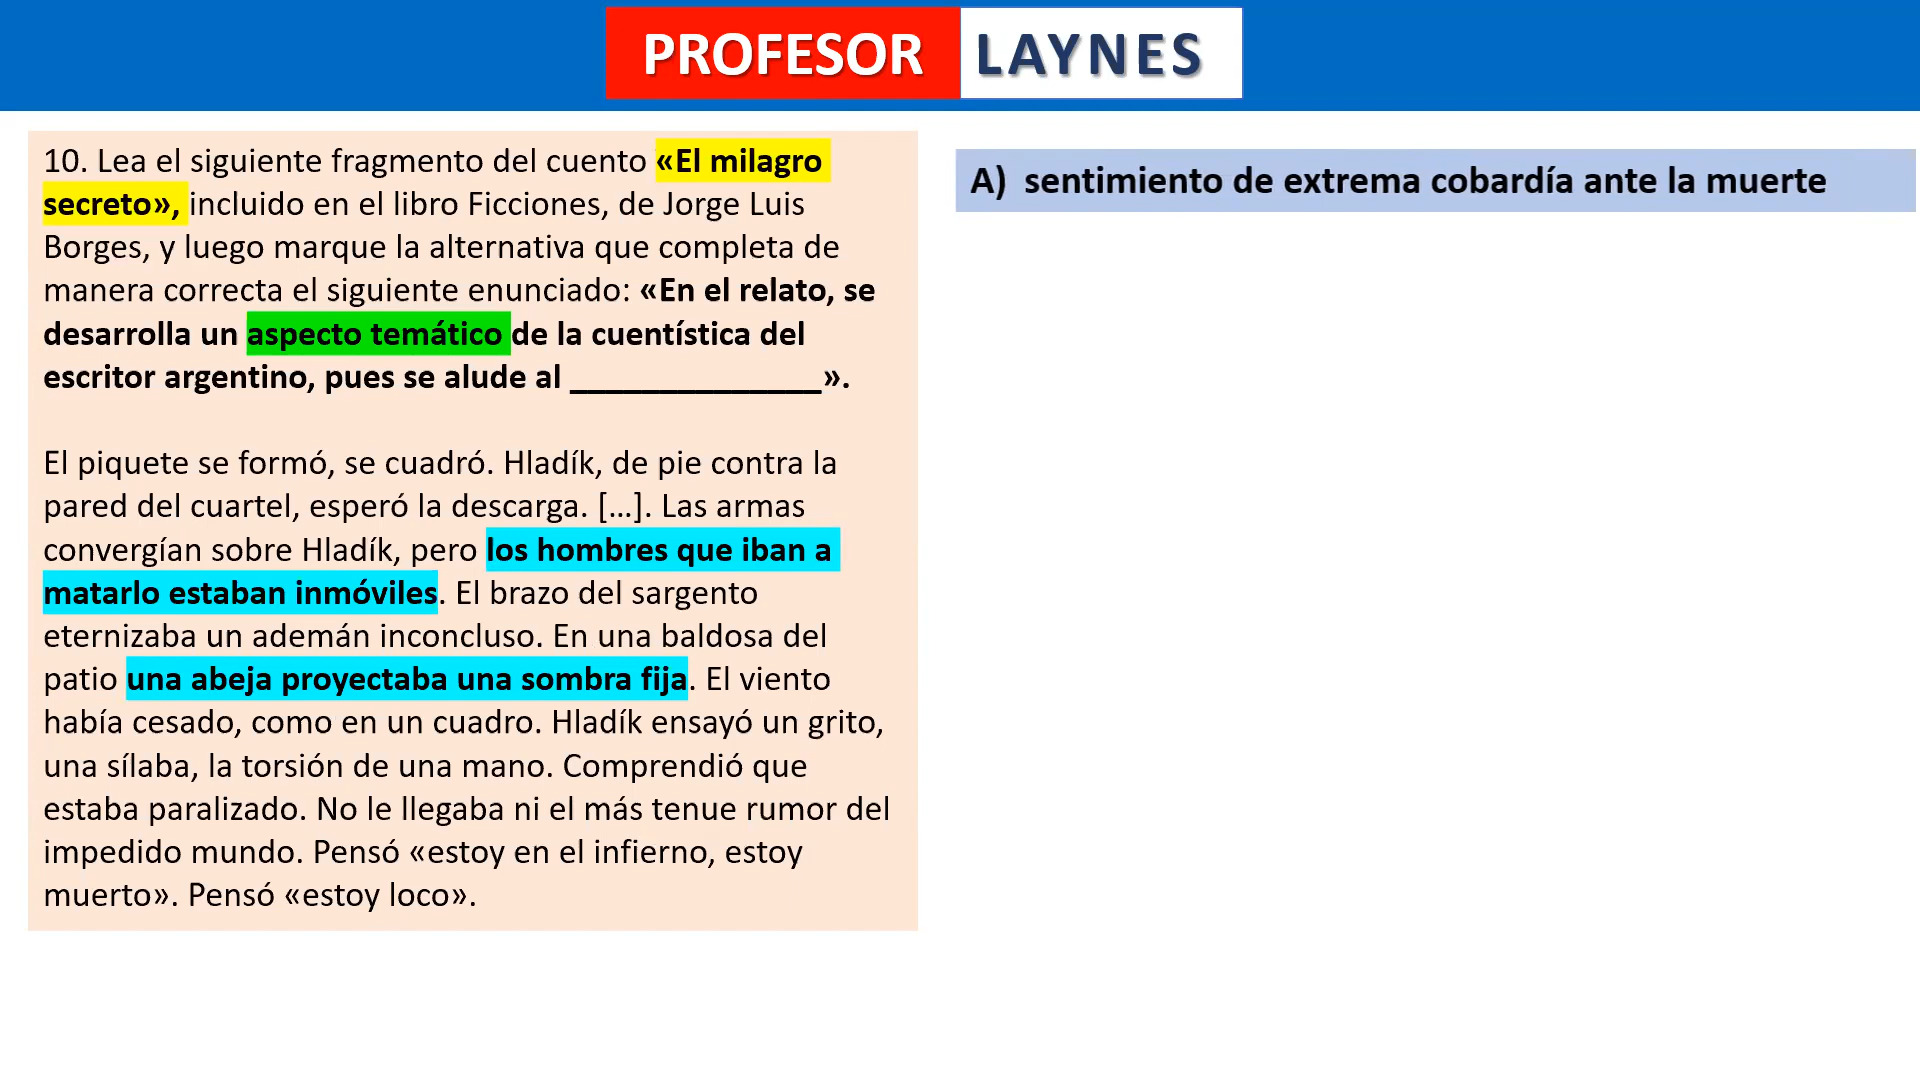 PROFESOR LAYNES
10. Lea el siguiente fragmento del cuento «El milagro
secreto», incluido en el libro Ficciones, de Jorge Luis
Borges, y luego marque la alternativa que completa de
manera correcta el siguiente enunciado: «En el relato, se
desarrolla un aspecto temático de la cuentística del
escritor argentino, pues se alude al ______________».
El piquete se formó, se cuadró. Hladík, de pie contra la
pared del cuartel, esperó la descarga. […]. Las armas
convergían sobre Hladík, pero los hombres que iban a
matarlo estaban inmóviles. El brazo del sargento
eternizaba un ademán inconcluso. En una baldosa del
patio una abeja proyectaba una sombra fija. El viento
había cesado, como en un cuadro. Hladík ensayó un grito,
una sílaba, la torsión de una mano. Comprendió que
estaba paralizado. No le llegaba ni el más tenue rumor del
impedido mundo. Pensó «estoy en el infierno, estoy
muerto». Pensó «estoy loco».
A) sentimiento de extrema cobardía ante la muerte